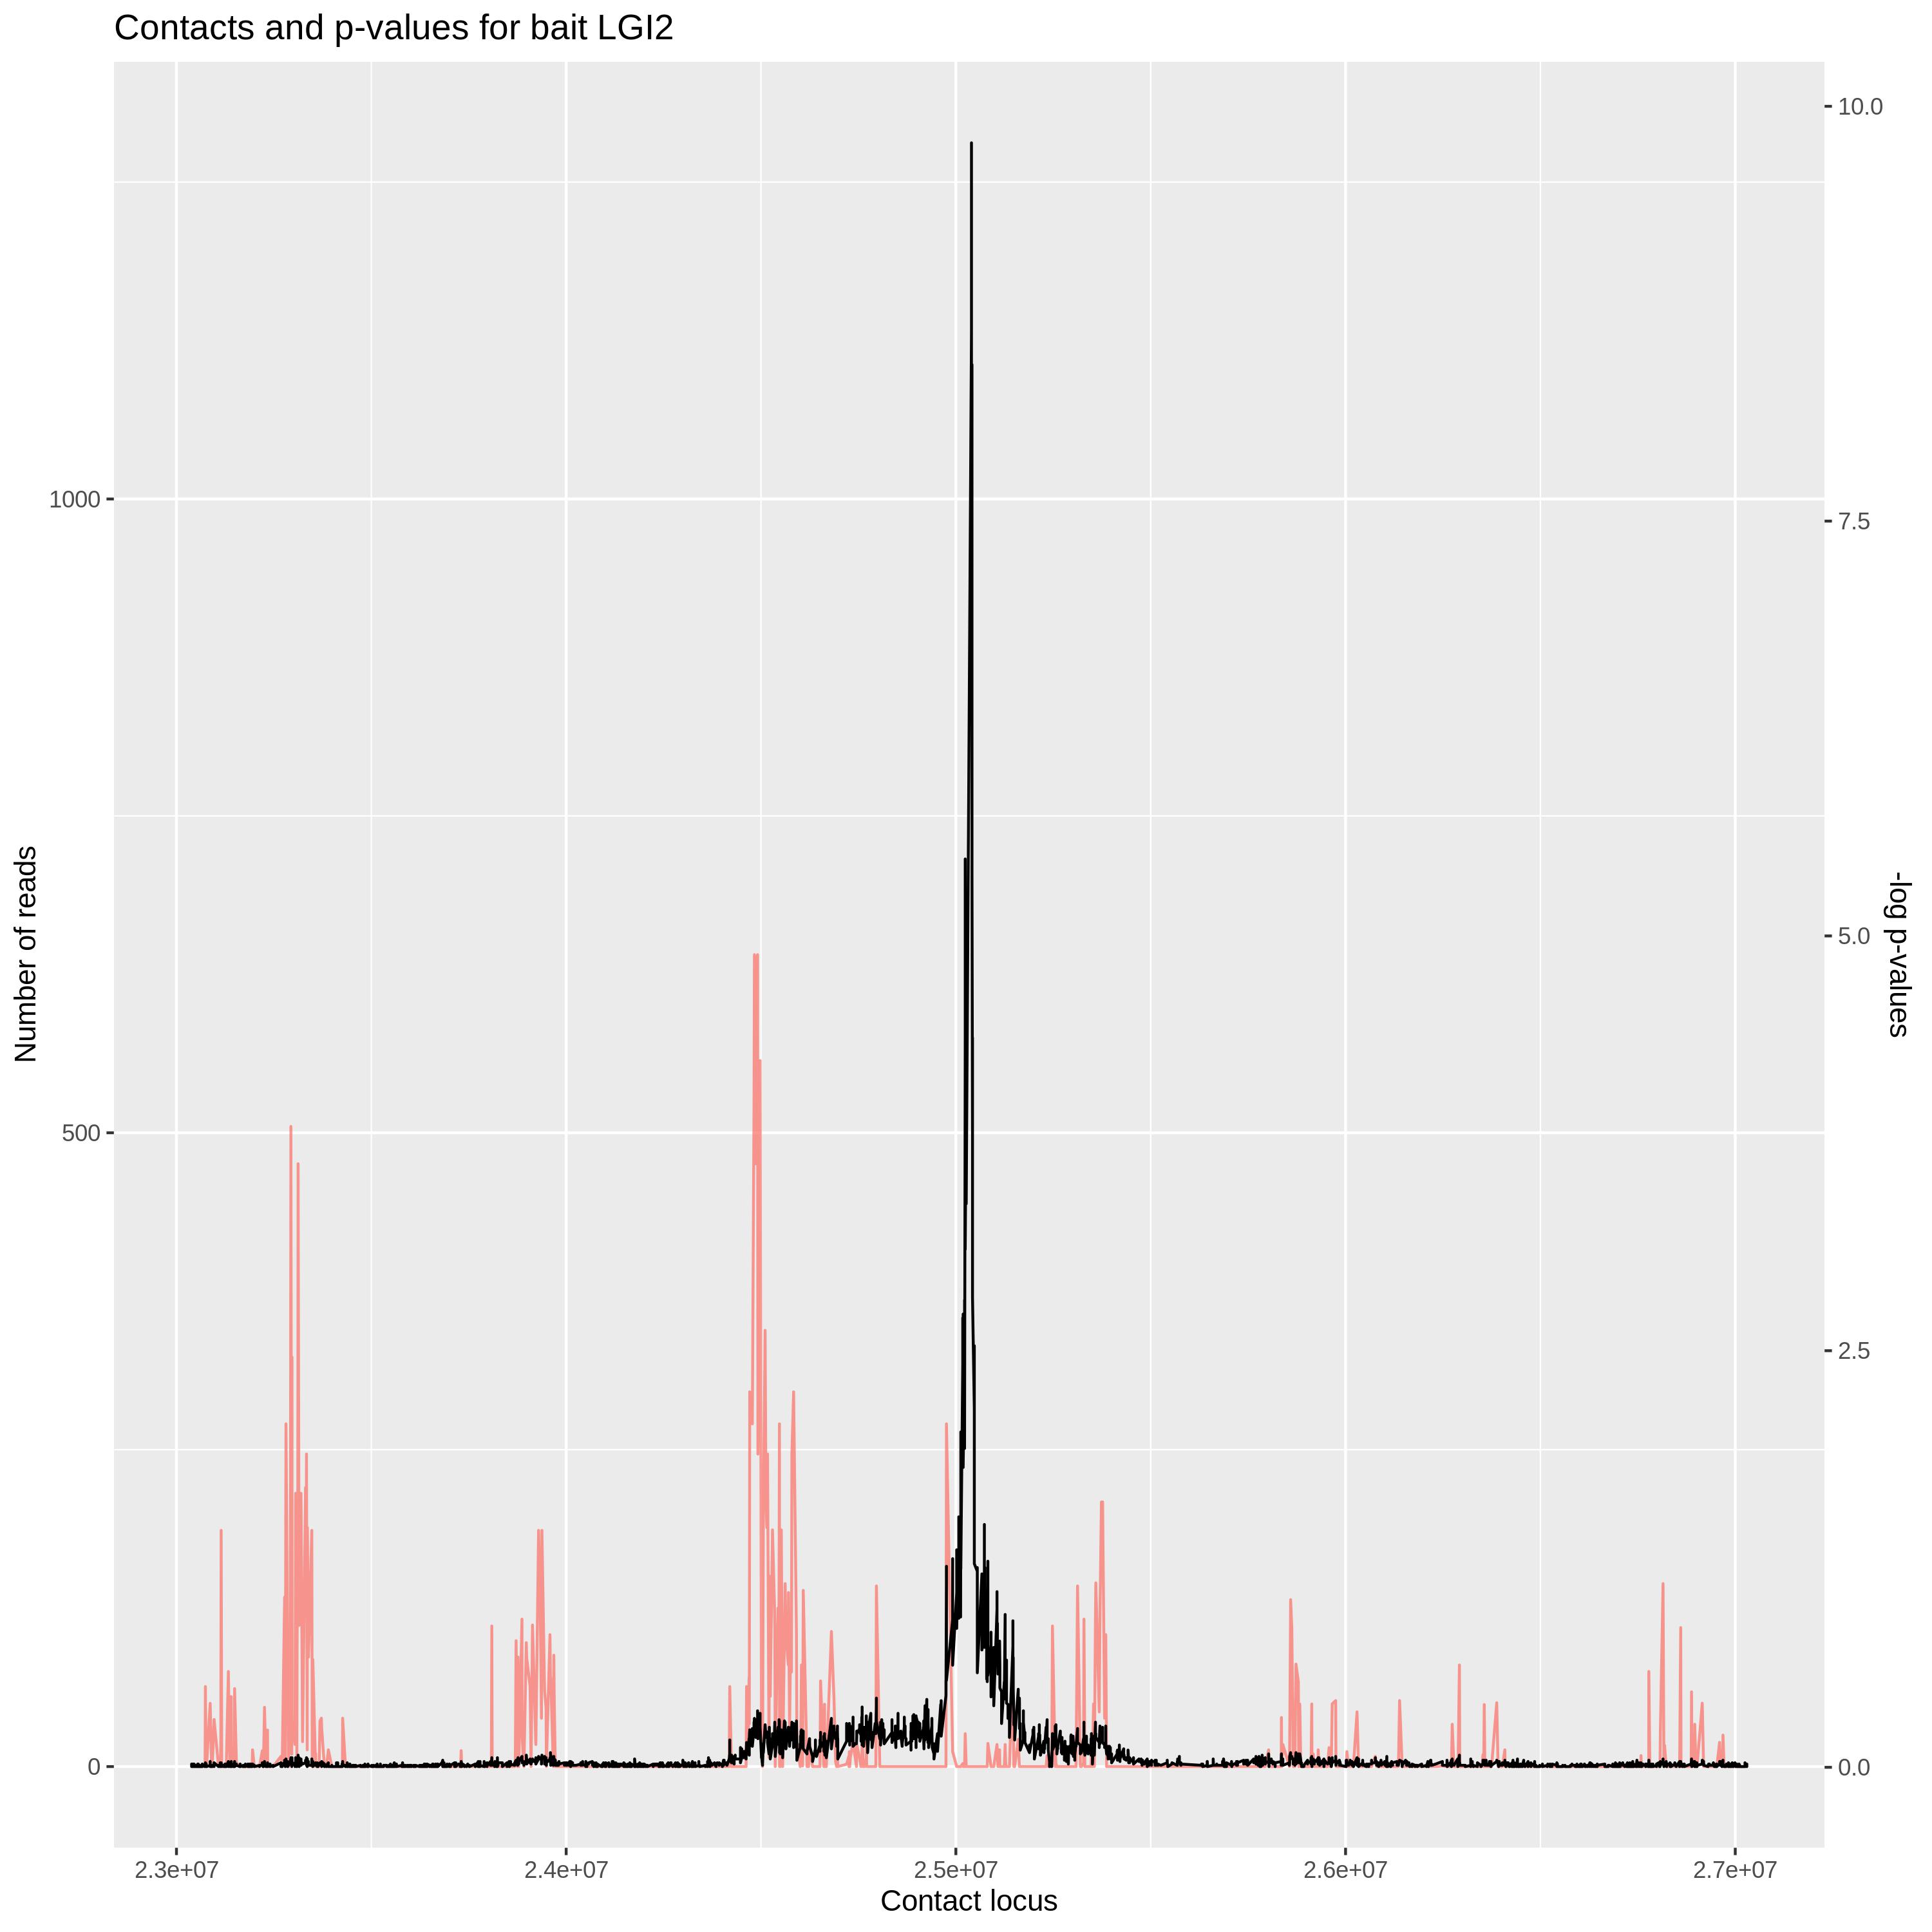 Contacts and p-values for bait LGI2
10.0
1000
7.5
Number of reads
-log p-values
5.0
500
2.5
0
0.0
2.3e+07 2.4e+07 2.5e+07 2.6e+07 2.7e+07
Contact locus